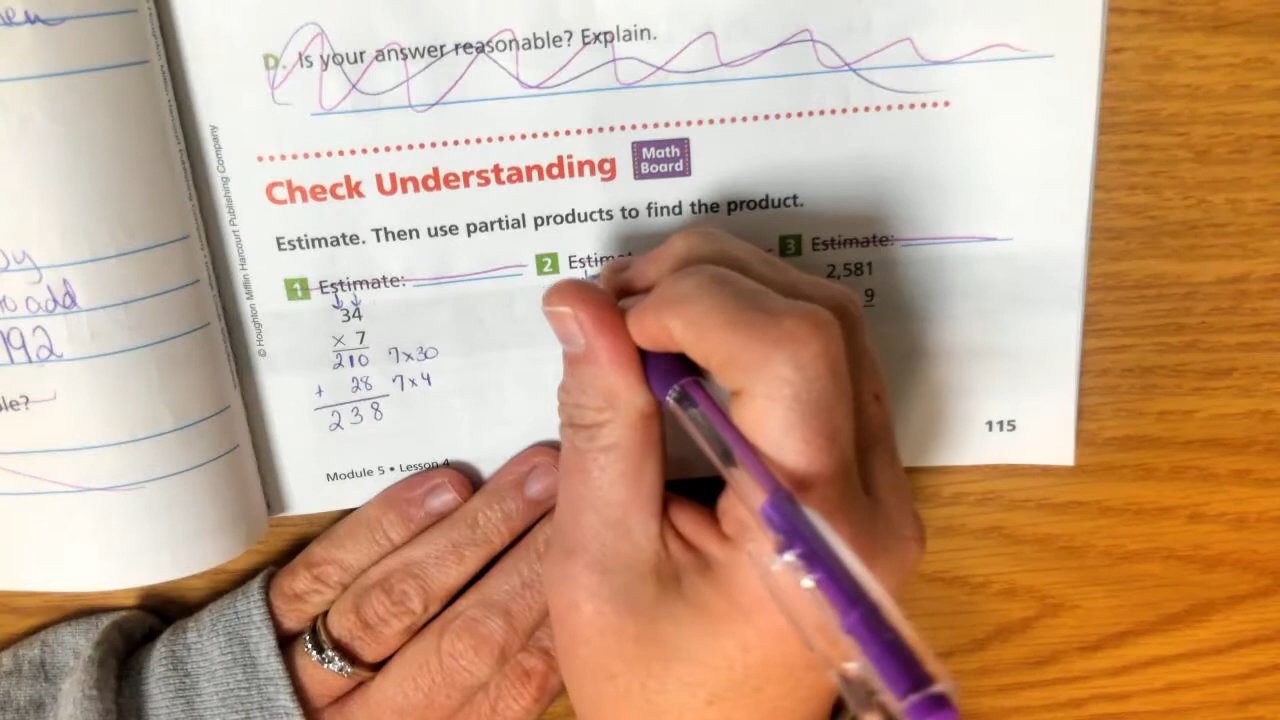 D. Is your answer reasonable? Explain.
© Houghton Mifflin Harcourt Publishing Company
Check Understanding
Math
Board
Estimate. Then use partial products to find the product.
1 Estimate:
34
× 7
210 7×30
+ 28 7×4
238
2
3 Estimate:
2,581
9
to add
192
Module 5 • Lesson 4
115